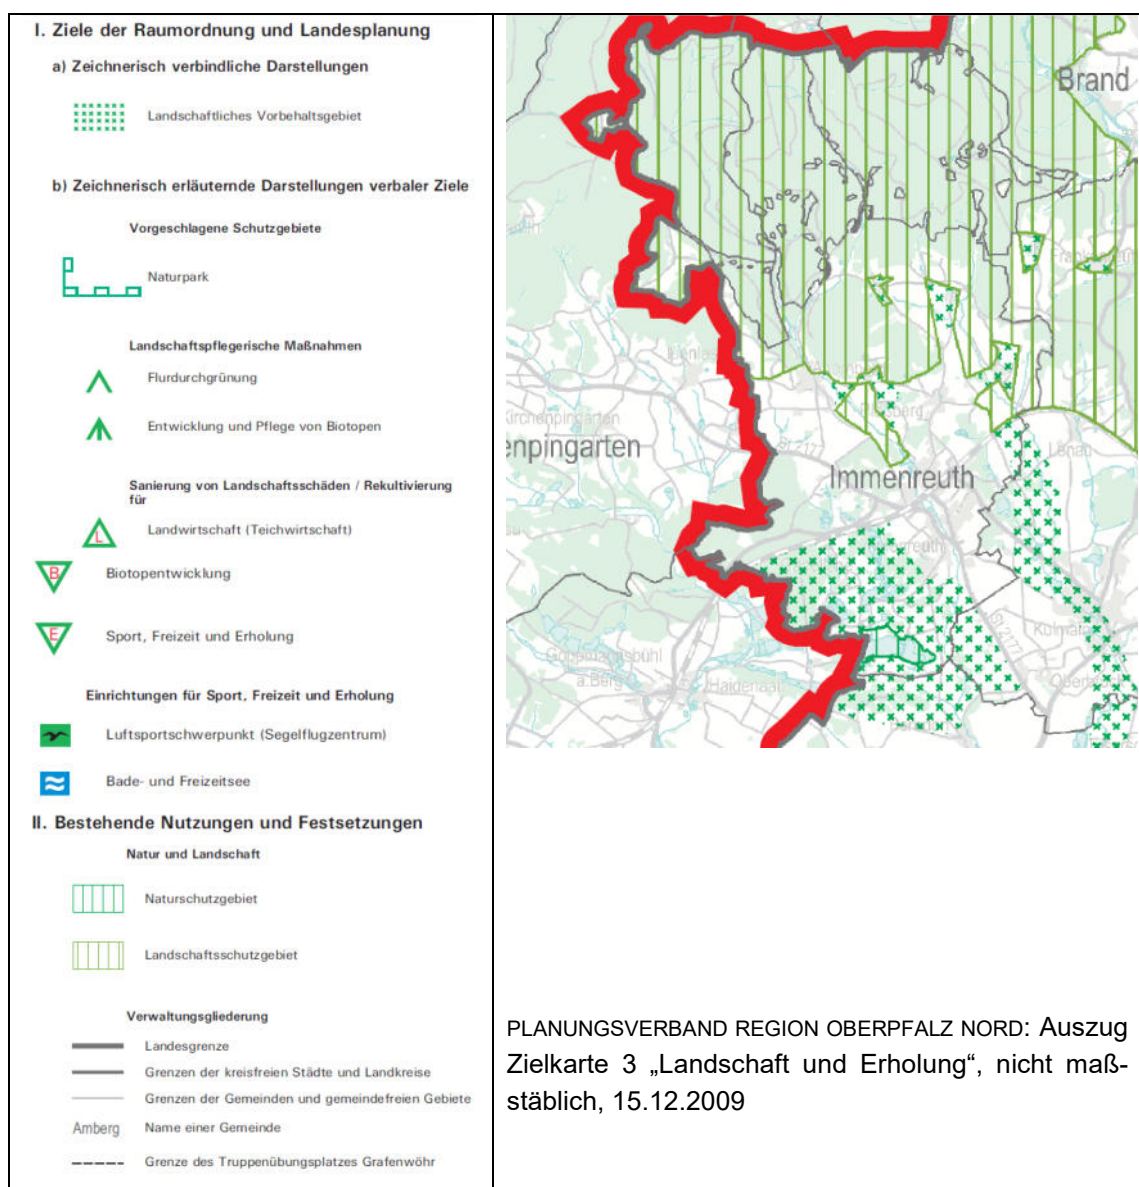 I. Ziele der Raumordnung und Landesplanung
a) Zeichnerisch verbindliche Darstellungen
Landschaftliches Vorbehaltsgebiet
b) Zeichnerisch erläuternde Darstellungen verbaler Ziele
Vorgeschlagene Schutzgebiete
Naturpark
Landschaftspflegerische Maßnahmen
Flurdurchgrünung
Entwicklung und Pflege von Biotopen
Sanierung von Landschaftsschäden / Rekultivierung
für
L
Landwirtschaft (Teichwirtschaft)
B
Biotopentwicklung
E
Sport, Freizeit und Erholung
Einrichtungen für Sport, Freizeit und Erholung
Luftsportschwerpunkt (Segelflugzentrum)
Bade- und Freizeitsee
II. Bestehende Nutzungen und Festsetzungen
Natur und Landschaft
Naturschutzgebiet
Landschaftsschutzgebiet
Verwaltungsgliederung
Landesgrenze
Grenzen der kreisfreien Städte und Landkreise
Grenzen der Gemeinden und gemeindefreien Gebiete
Amberg
Name einer Gemeinde
Grenze des Truppenübungsplatzes Grafenwöhr
Brand
Kirchenpingarten
enpingarten
Immenreuth
Lenau
Göppmannsbühl
a.Berg
Haidenaab
PLANUNGSVERBAND REGION OBERPFALZ NORD: Auszug
Zielkarte 3 „Landschaft und Erholung“, nicht maß-
stäblich, 15.12.2009